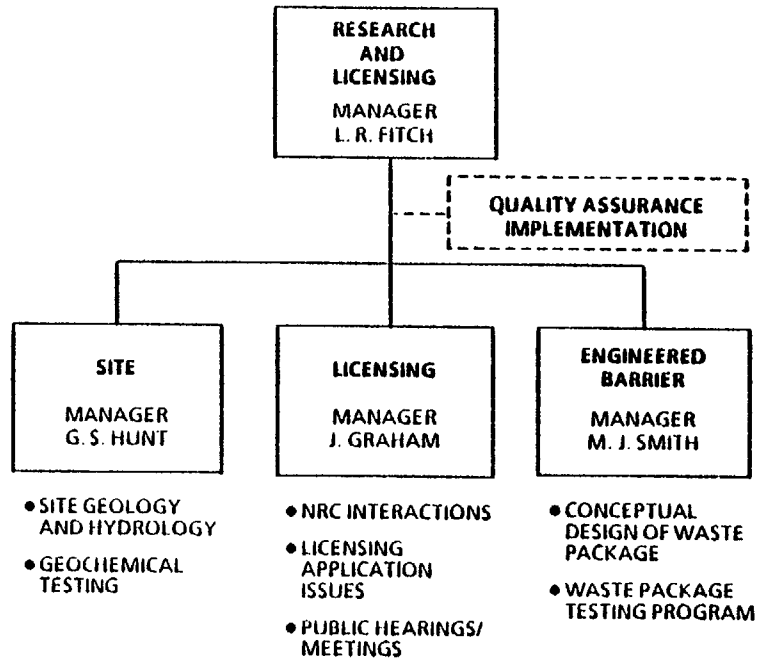 RESEARCH
AND
LICENSING
MANAGER
L. R. FITCH
QUALITY ASSURANCE
IMPLEMENTATION
SITE
MANAGER
G. S. HUNT
LICENSING
MANAGER
J. GRAHAM
ENGINEERED
BARRIER
MANAGER
M. J. SMITH
● SITE GEOLOGY
AND HYDROLOGY
● GEOCHEMICAL
TESTING
● NRC INTERACTIONS
● LICENSING
APPLICATION
ISSUES
● PUBLIC HEARINGS/
MEETINGS
● CONCEPTUAL
DESIGN OF WASTE
PACKAGE
● WASTE PACKAGE
TESTING PROGRAM